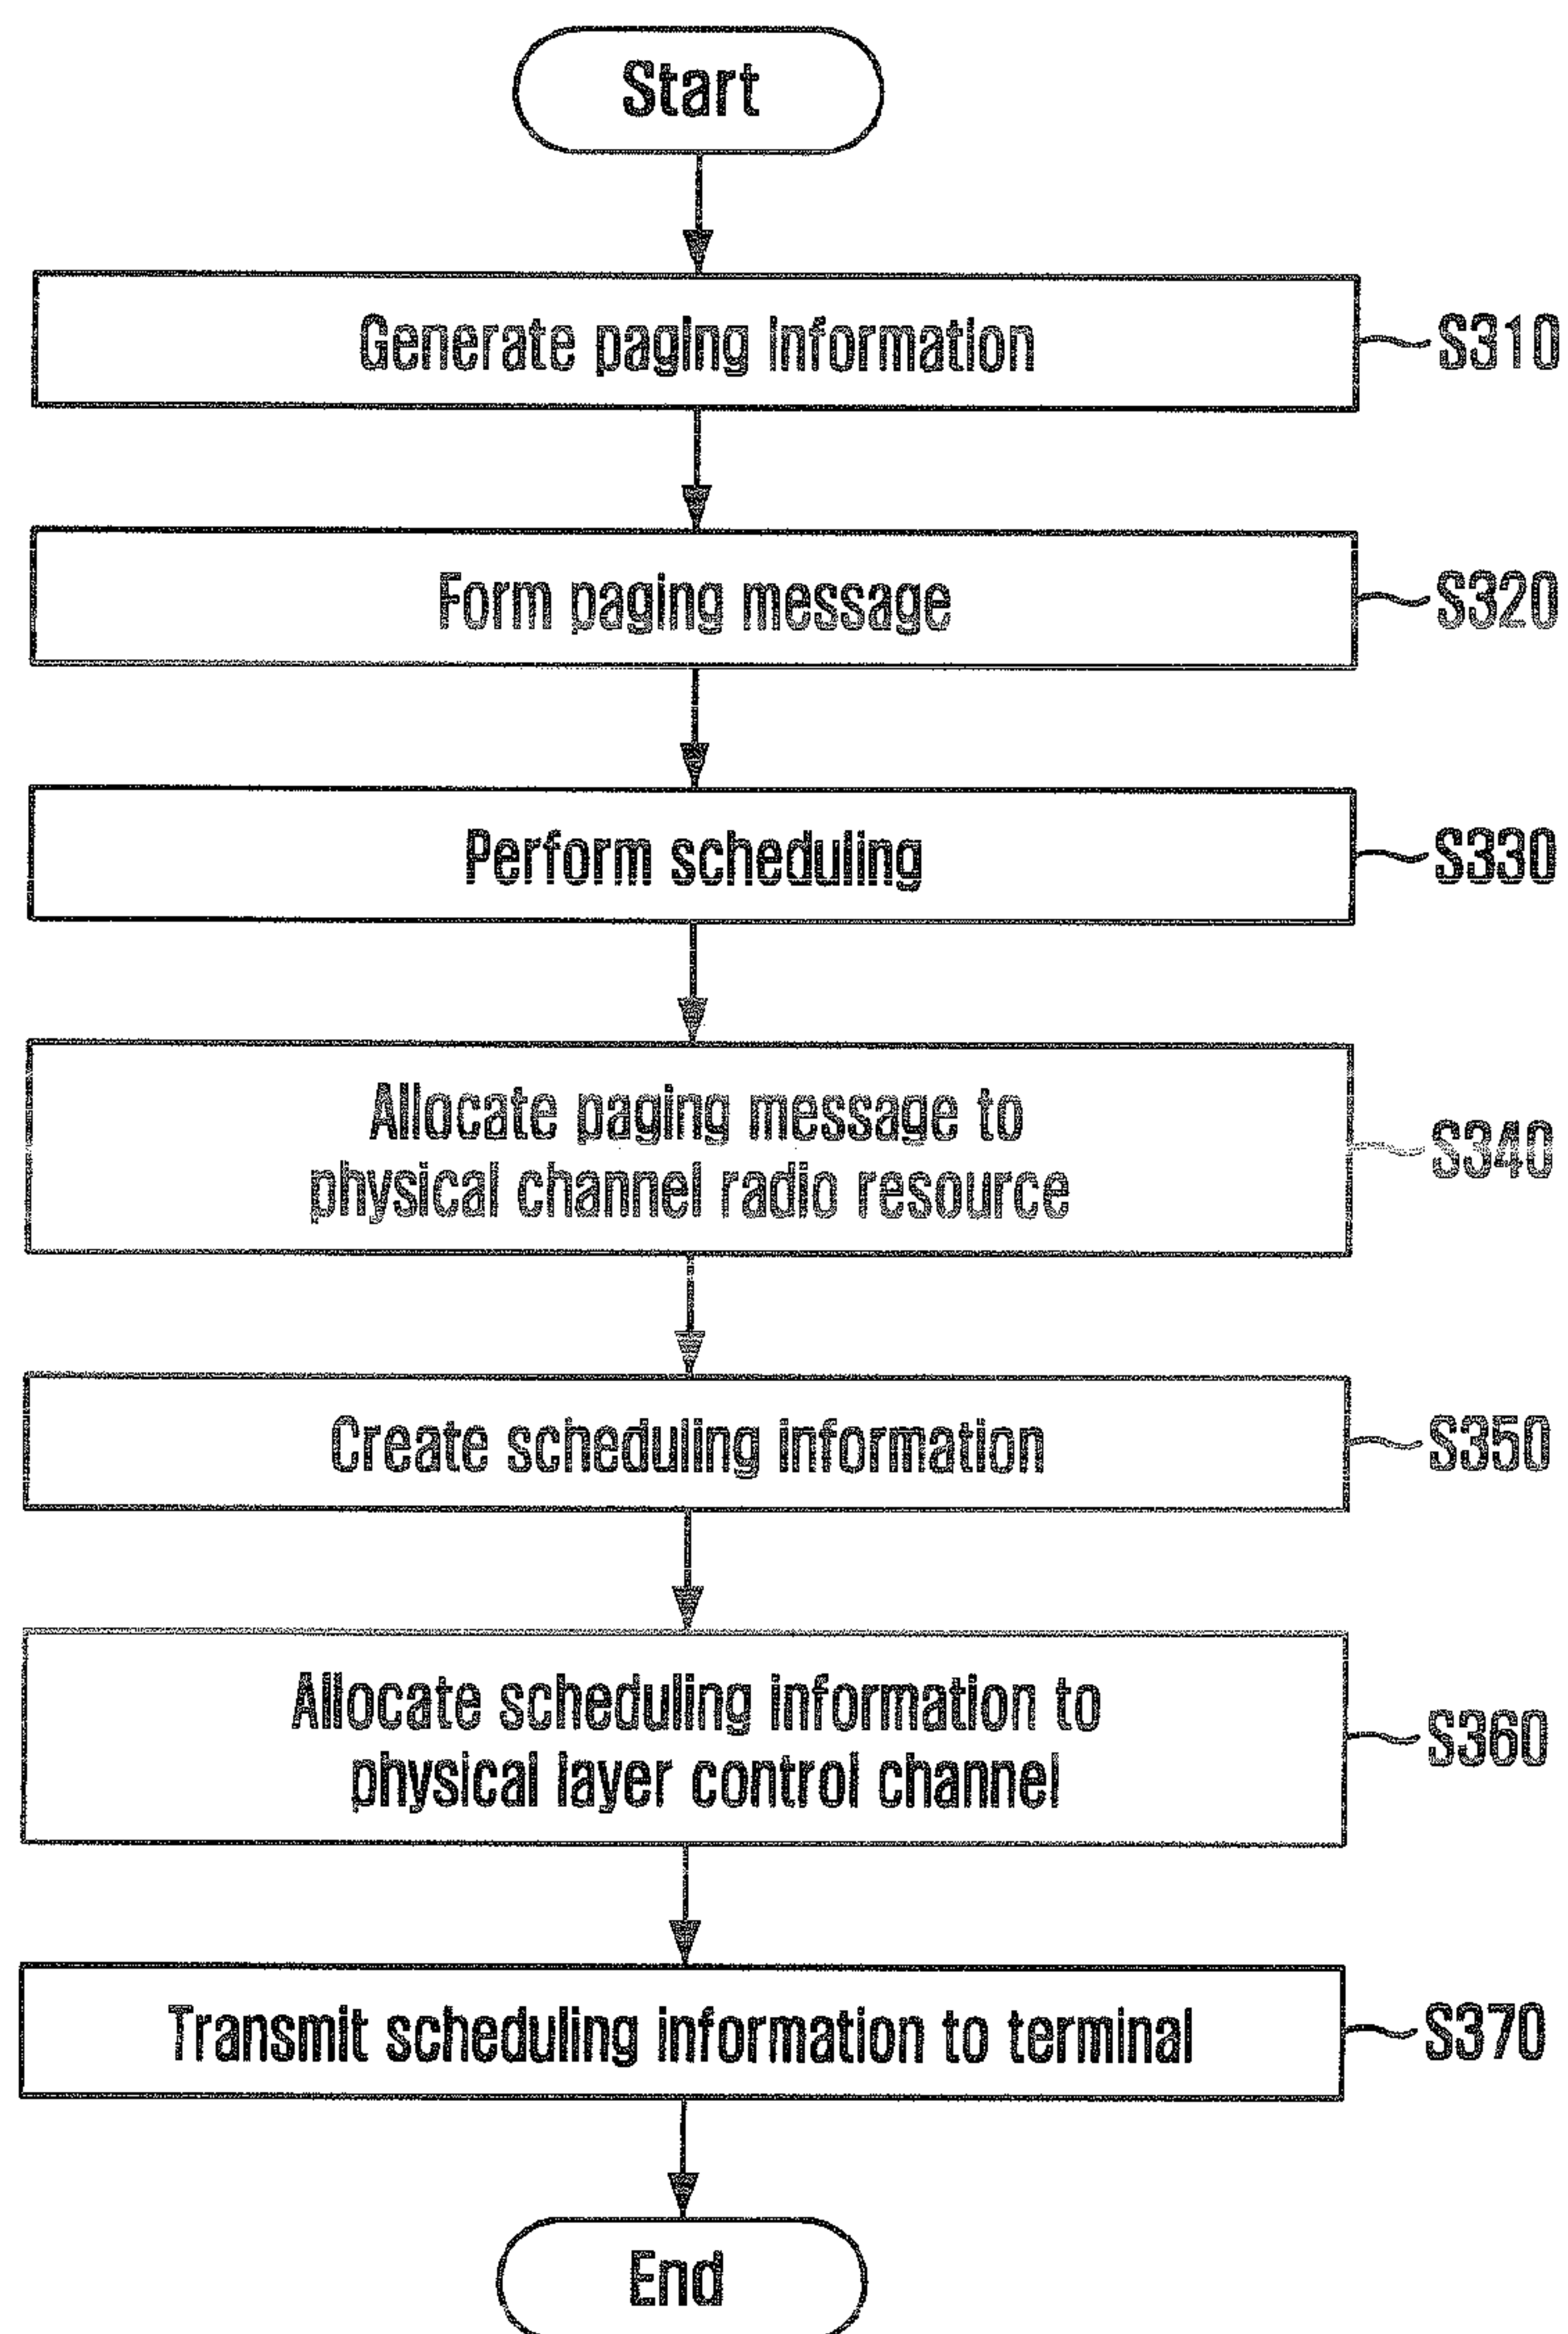 Start
Generate paging information
S310
Form paging message
S320
Perform scheduling
S330
Allocate paging message to
physical channel radio resource
S340
Create scheduling information
S350
Allocate scheduling information to
physical layer control channel
S360
Transmit scheduling information to terminal
S370
End